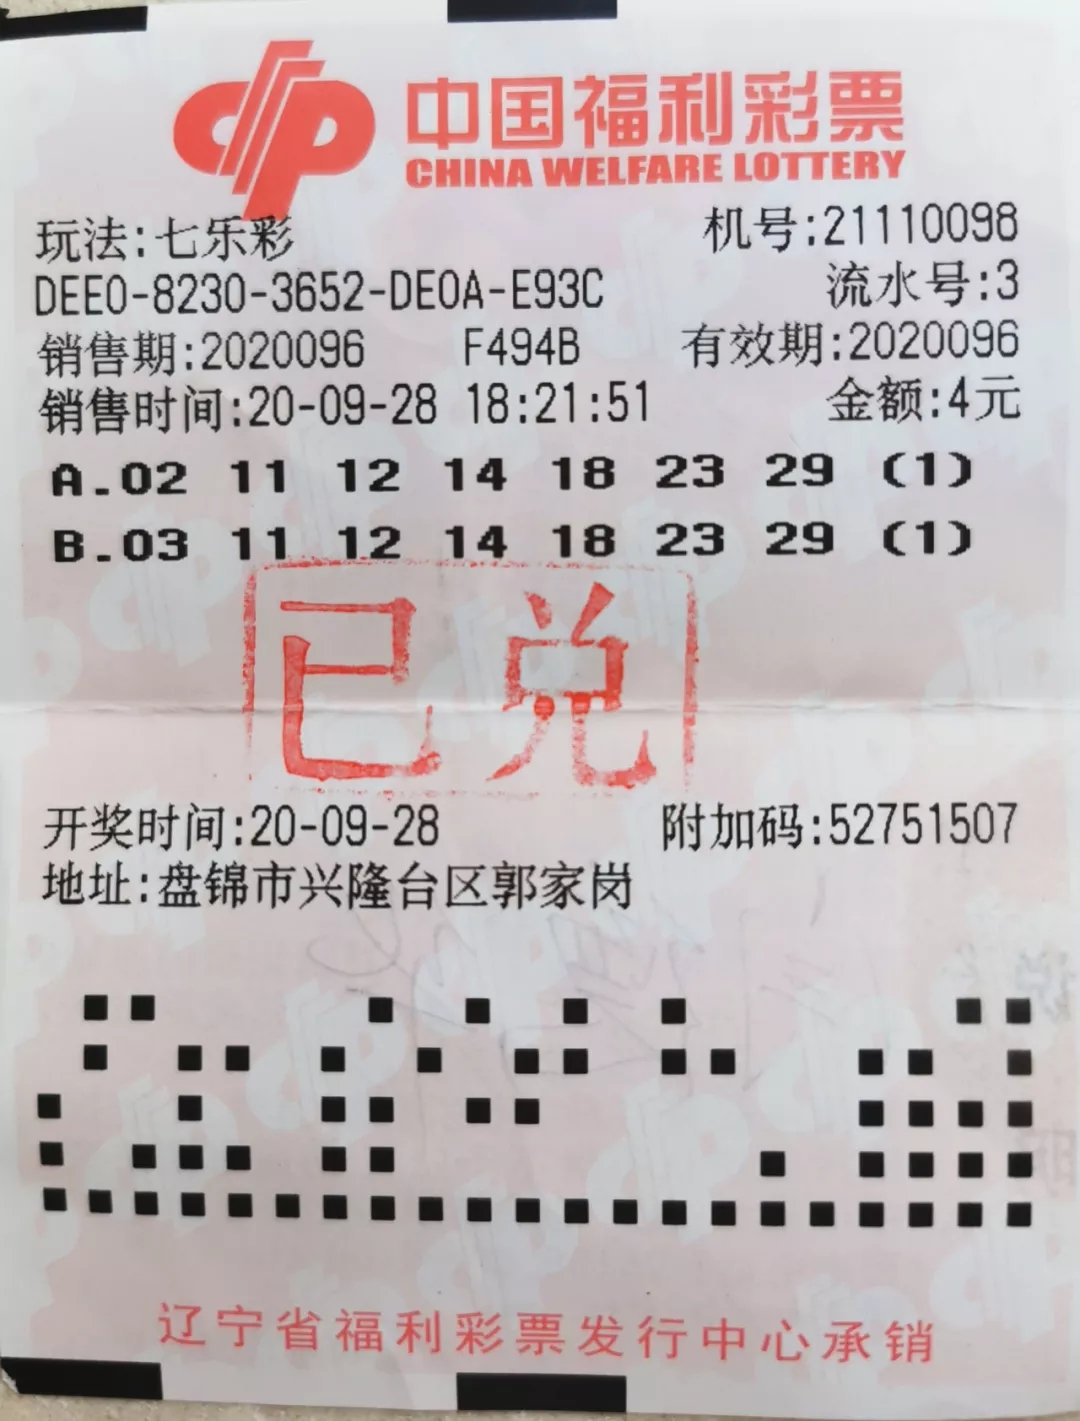 中国福利彩票
CHINA WELFARE LOTTERY
玩法:七乐彩 机号:21110098
DEE0-8230-3652-DE0A-E93C 流水号:3
销售期:2020096 F494B 有效期:2020096
销售时间:20-09-28 18:21:51 金额:4元
A.02 11 12 14 18 23 29 (1)
B.03 11 12 14 18 23 29 (1)
已兑
开奖时间:20-09-28 附加码:52751507
地址:盘锦市兴隆台区郭家岗
辽宁省福利彩票发行中心承销